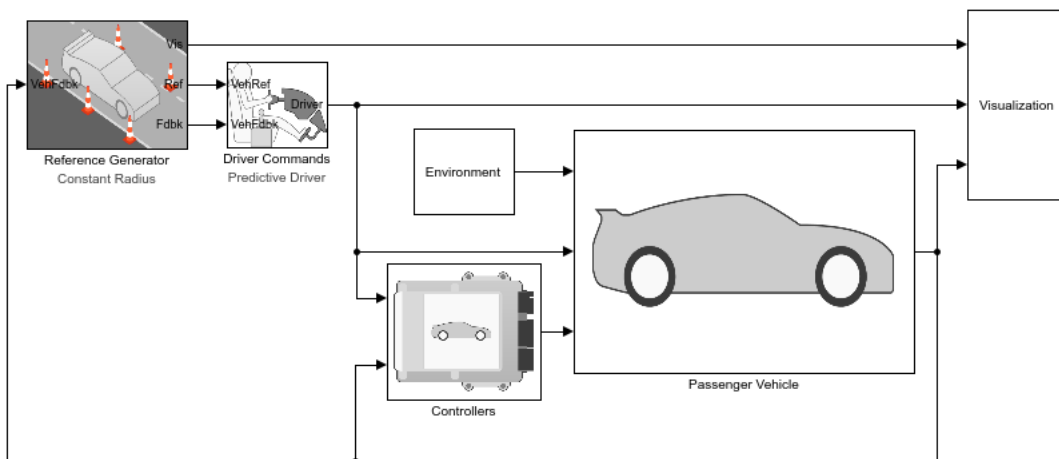 Vis
VehFdbk
Ref
Fdbk
Reference Generator
Constant Radius
VehRef
Driver
VehFdbk
Driver Commands
Predictive Driver
Environment
Visualization
Controllers
Passenger Vehicle